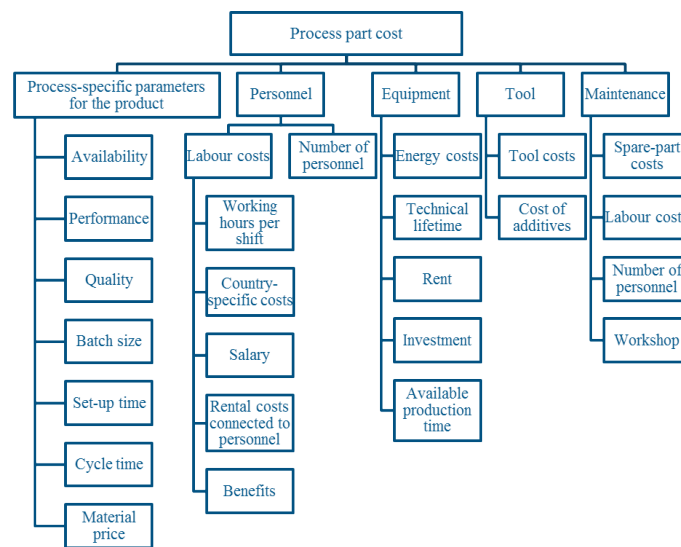 Process part cost
Process-specific parameters
for the product
Personnel
Equipment
Tool
Maintenance
Availability
Performance
Quality
Batch size
Set-up time
Cycle time
Material
price
Labour costs
Number of
personnel
Working
hours per
shift
Country-
specific costs
Salary
Rental costs
connected to
personnel
Benefits
Energy costs
Technical
lifetime
Rent
Investment
Available
production
time
Tool costs
Cost of
additives
Spare-part
costs
Labour cost
Number of
personnel
Workshop